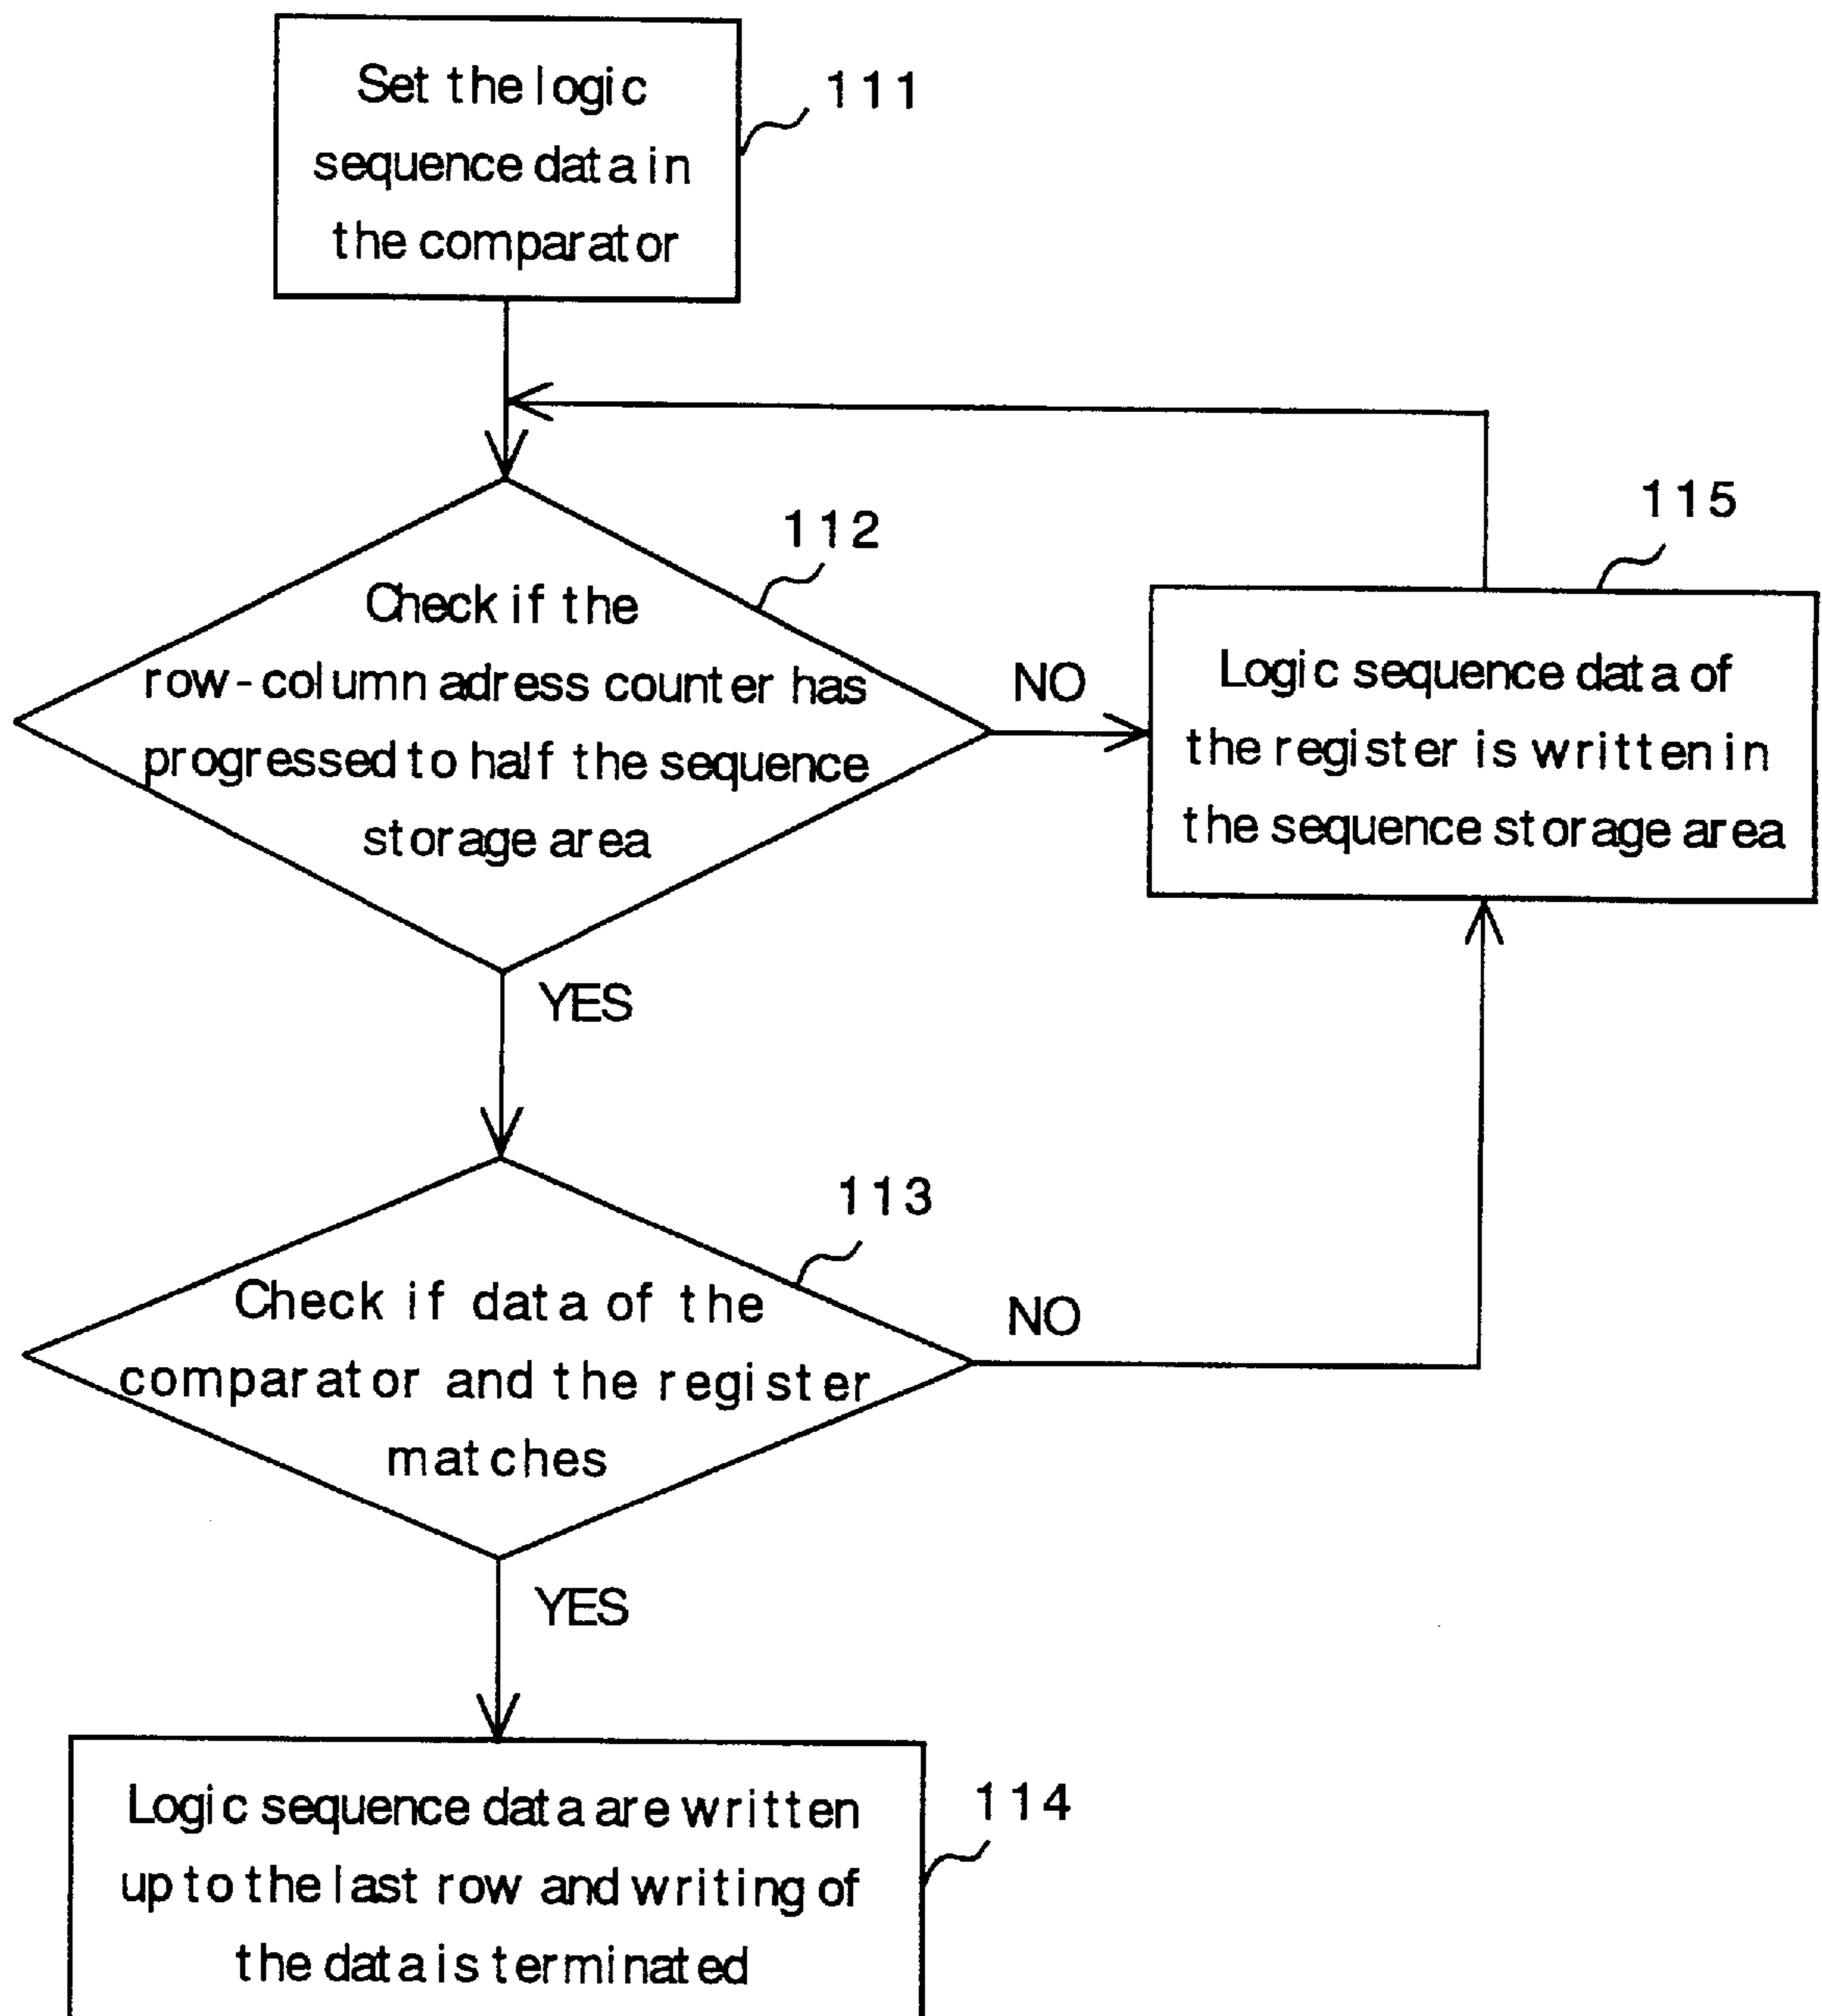 Set the logic
sequence data in
the comparator
111
112
Check if the
row-column adress counter has
progressed to half the sequence
storage area
NO
115
Logic sequence data of
the register is written in
the sequence storage area
YES
113
Check if data of the
comparator and the register
matches
NO
YES
Logic sequence data are written
up to the last row and writing of
the data is terminated
114